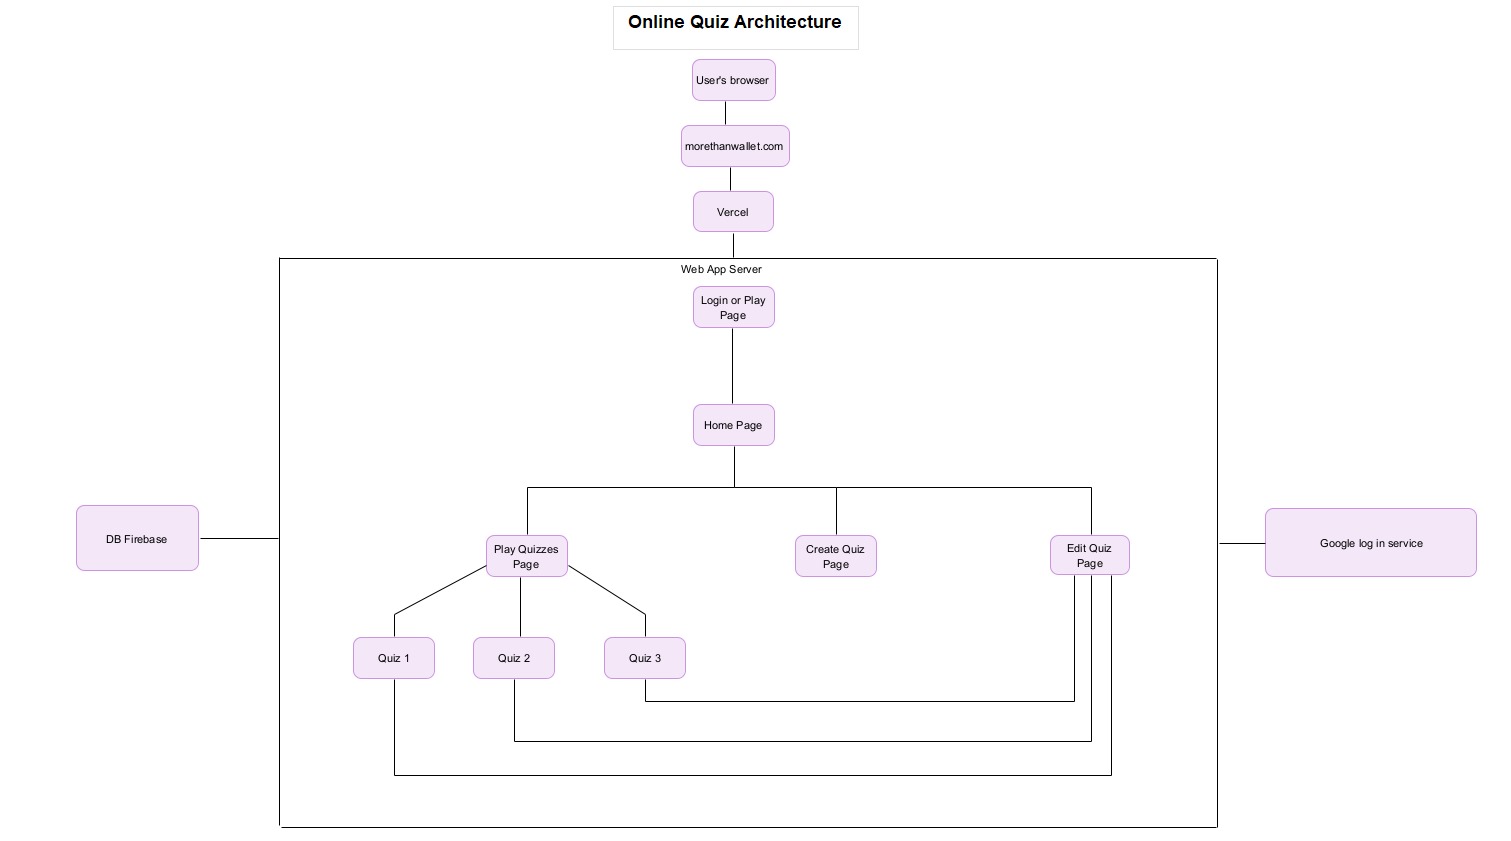 Online Quiz Architecture
User's browser
morethanwallet.com
Vercel
Web App Server
Login or Play
Page
Home Page
DB Firebase
Google log in service
Play Quizzes
Page
Create Quiz
Page
Edit Quiz
Page
Quiz 1
Quiz 2
Quiz 3